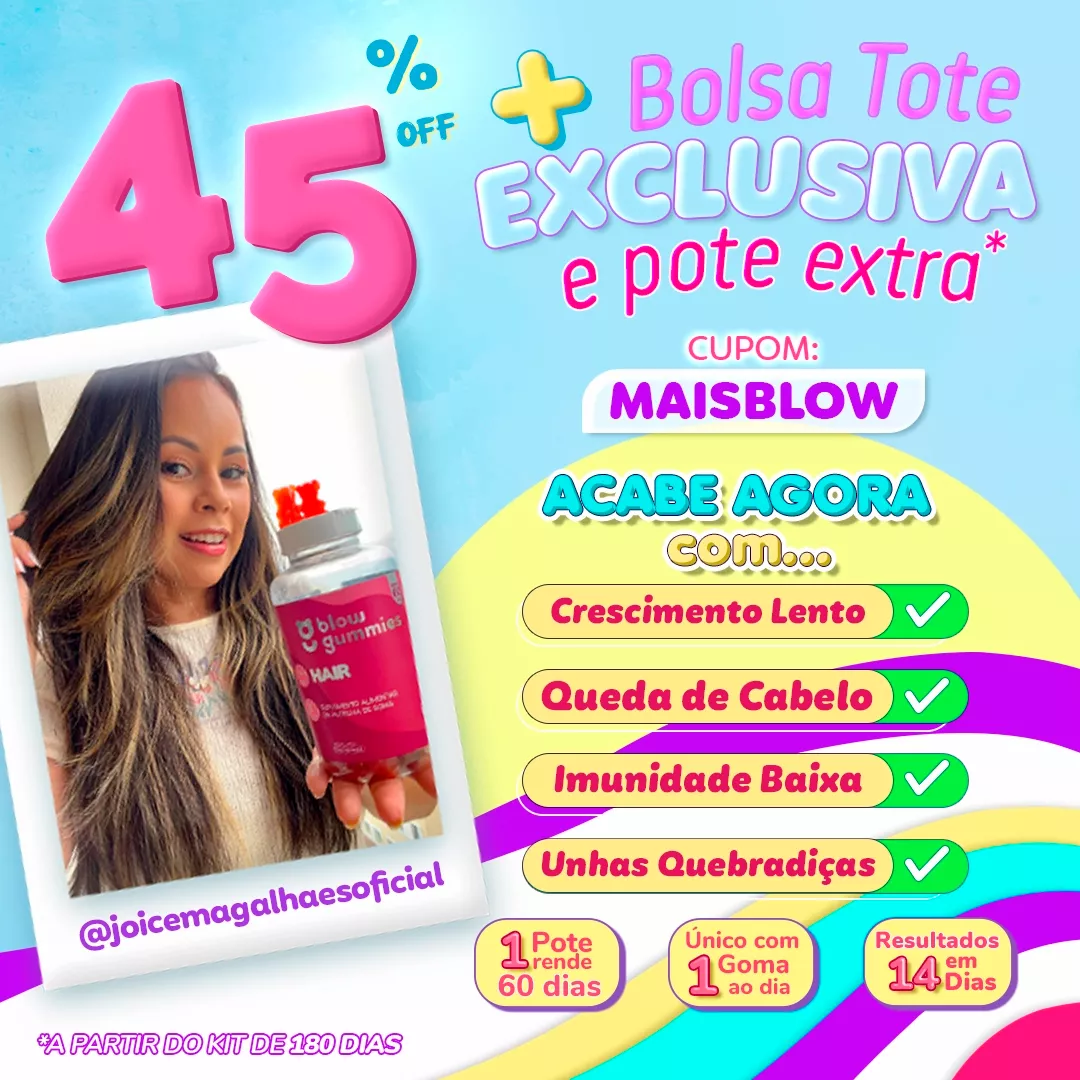 45
%
OFF
+ Bolsa Tote
EXCLUSIVA
e pote extra*
CUPOM:
MAISBLOW
ACABE AGORA
com...
Crescimento Lento
Queda de Cabelo
Imunidade Baixa
Unhas Quebradiças
blow
gummies
HAIR
@joicemagalhaesoficial
1 Pote
rende
60 dias
Único com
1 Goma
ao dia
Resultados
14 em
Dias
*A PARTIR DO KIT DE 180 DIAS